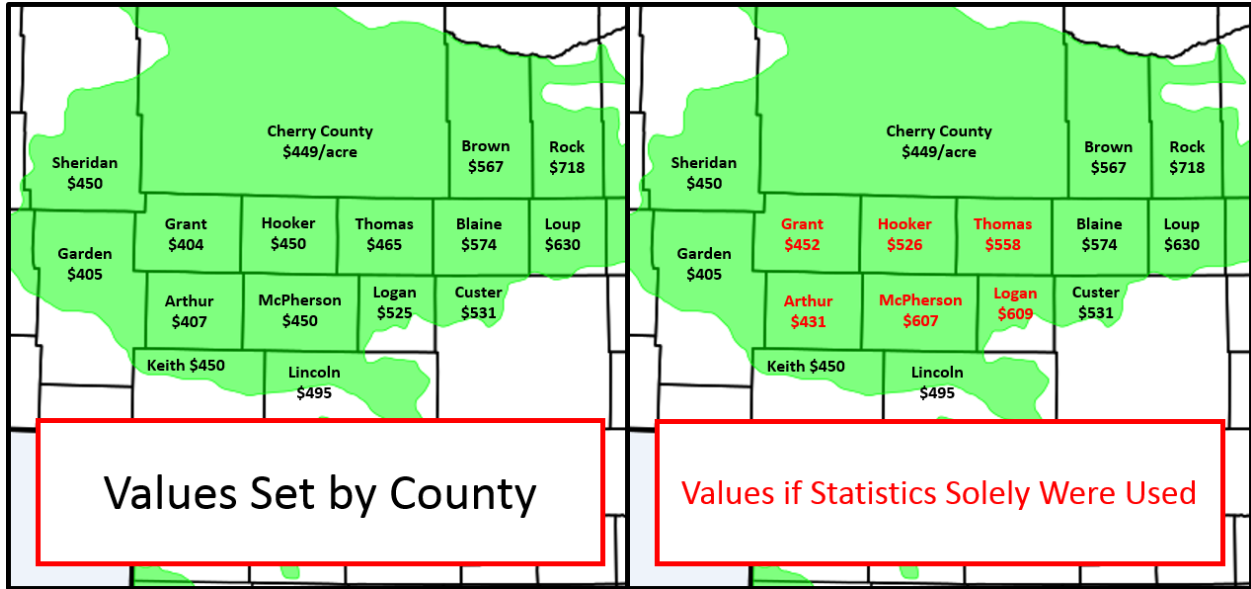 Cherry County
$449/acre
Brown
$567
Rock
$718
Sheridan
$450
Grant
$404
Hooker
$450
Thomas
$465
Blaine
$574
Loup
$630
Garden
$405
Arthur
$407
McPherson
$450
Logan
$525
Custer
$531
Keith $450
Lincoln
$495
Values Set by County
Cherry County
$449/acre
Brown
$567
Rock
$718
Sheridan
$450
Grant
$452
Hooker
$526
Thomas
$558
Blaine
$574
Loup
$630
Garden
$405
Arthur
$431
McPherson
$607
Logan
$609
Custer
$531
Keith $450
Lincoln
$495
Values if Statistics Solely Were Used